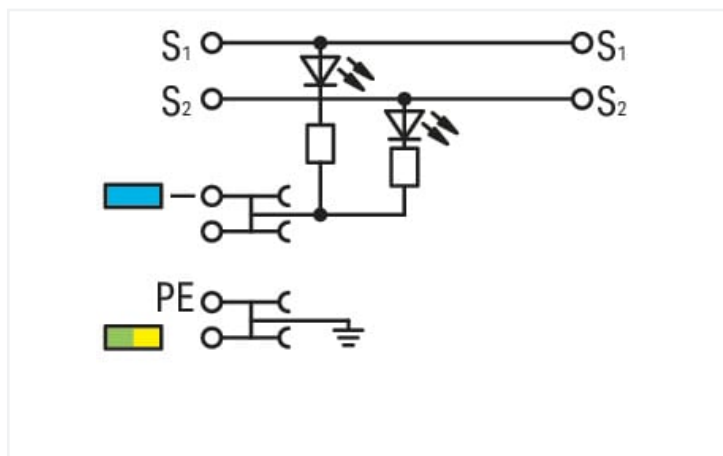 S₁ S₁
S₂ S₂
–
PE